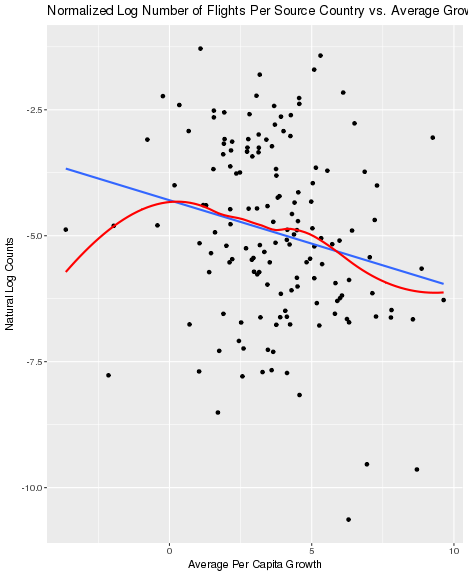 Normalized Log Number of Flights Per Source Country vs. Average Grow
Natural Log Counts
-2.5
-5.0
-7.5
-10.0
0
5
10
Average Per Capita Growth